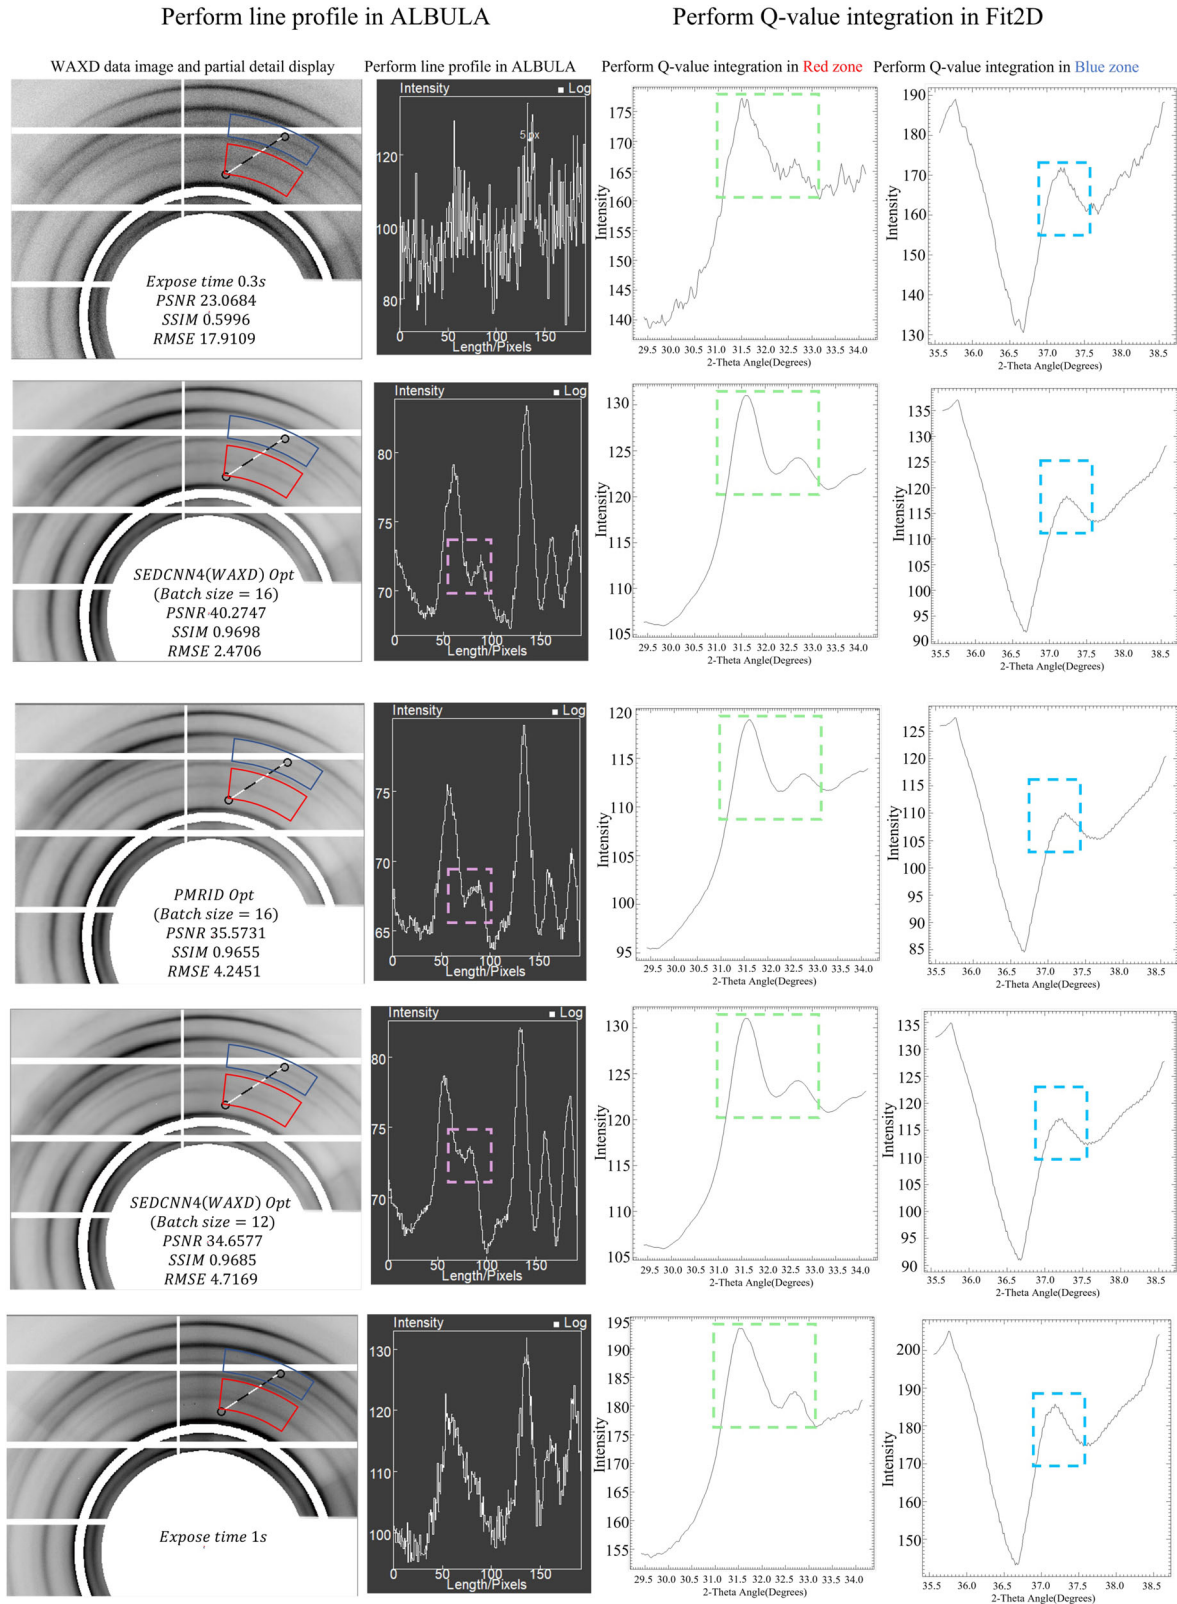 Perform line profile in ALBULA
Perform Q-value integration in Fit2D
WAXD data image and partial detail display
Perform line profile in ALBULA
Perform Q-value integration in Red zone
Perform Q-value integration in Blue zone
Expose time 0.3s
PSNR 23.0684
SSIM 0.5996
RMSE 17.9109
Intensity
Log
5 px
120
100
80
0 50 100 150
Length/Pixels
Intensity
175
170
165
160
155
150
145
140
29.5 30.0 30.5 31.0 31.5 32.0 32.5 33.0 33.5 34.0
2-Theta Angle(Degrees)
Intensity
190
180
170
160
150
140
130
35.5 36.0 36.5 37.0 37.5 38.0 38.5
2-Theta Angle(Degrees)
SEDCNN4(WAXD) Opt
(Batch size = 16)
PSNR 40.2747
SSIM 0.9698
RMSE 2.4706
Intensity
Log
80
75
70
0 50 100 150
Length/Pixels
Intensity
130
125
120
115
110
105
29.5 30.0 30.5 31.0 31.5 32.0 32.5 33.0 33.5 34.0
2-Theta Angle(Degrees)
Intensity
135
130
125
120
115
110
105
100
95
90
35.5 36.0 36.5 37.0 37.5 38.0 38.5
2-Theta Angle(Degrees)
PMRID Opt
(Batch size = 16)
PSNR 35.5731
SSIM 0.9655
RMSE 4.2451
Intensity
Log
75
70
65
0 50 100 150
Length/Pixels
Intensity
120
115
110
105
100
95
29.5 30.0 30.5 31.0 31.5 32.0 32.5 33.0 33.5 34.0
2-Theta Angle(Degrees)
Intensity
125
120
115
110
105
100
95
90
85
35.5 36.0 36.5 37.0 37.5 38.0 38.5
2-Theta Angle(Degrees)
SEDCNN4(WAXD) Opt
(Batch size = 12)
PSNR 34.6577
SSIM 0.9685
RMSE 4.7169
Intensity
Log
80
75
70
0 50 100 150
Length/Pixels
Intensity
130
125
120
115
110
105
29.5 30.0 30.5 31.0 31.5 32.0 32.5 33.0 33.5 34.0
2-Theta Angle(Degrees)
Intensity
135
130
125
120
115
110
105
100
95
90
35.5 36.0 36.5 37.0 37.5 38.0 38.5
2-Theta Angle(Degrees)
Expose time 1s
Intensity
Log
130
120
110
100
0 50 100 150
Length/Pixels
Intensity
195
190
185
180
175
170
165
160
155
29.5 30.0 30.5 31.0 31.5 32.0 32.5 33.0 33.5 34.0
2-Theta Angle(Degrees)
Intensity
200
190
180
170
160
150
35.5 36.0 36.5 37.0 37.5 38.0 38.5
2-Theta Angle(Degrees)